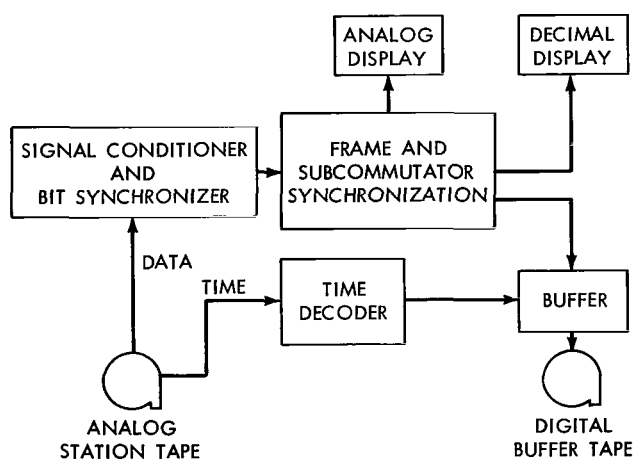 ANALOG
DISPLAY
DECIMAL
DISPLAY
SIGNAL CONDITIONER
AND
BIT SYNCHRONIZER
FRAME AND
SUBCOMMUTATOR
SYNCHRONIZATION
DATA
TIME
TIME
DECODER
BUFFER
ANALOG
STATION TAPE
DIGITAL
BUFFER TAPE